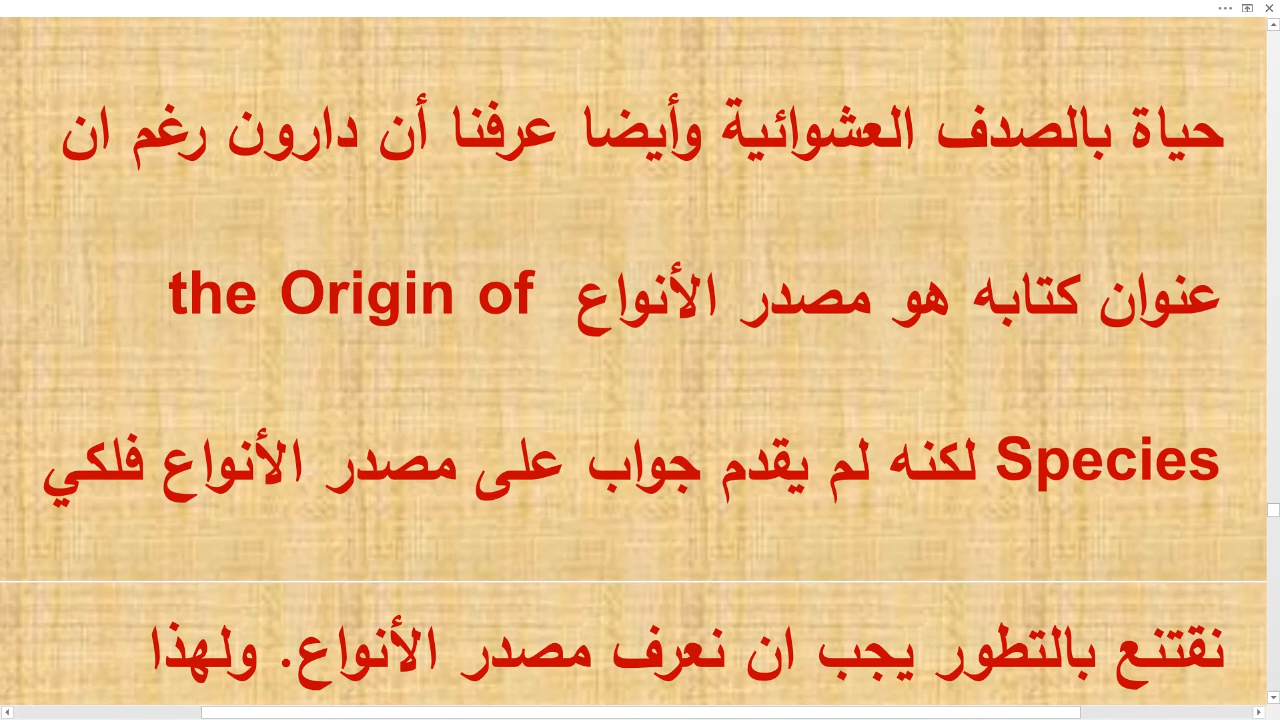 حياة بالصدف العشوائية وأيضا عرفنا أن دارون رغم ان
عنوان كتابه هو مصدر الأنواع the Origin of
Species لكنه لم يقدم جواب على مصدر الأنواع فلكي
نقتنع بالتطور يجب ان نعرف مصدر الأنواع. ولهذا